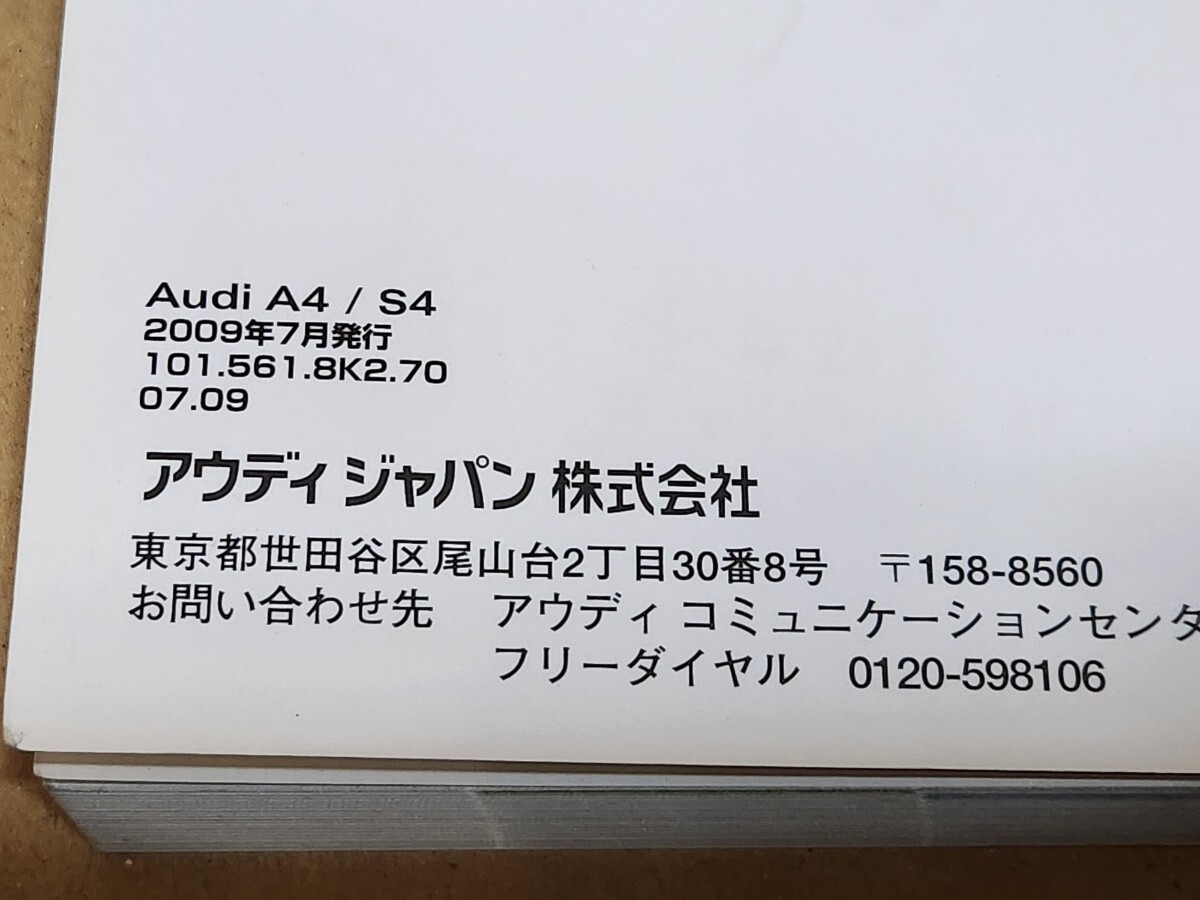 Audi A4 / S4
2009年7月発行
101.561.8K2.70
07.09
アウディ ジャパン 株式会社
東京都世田谷区尾山台2丁目30番8号 〒158-8560
お問い合わせ先 アウディ コミュニケーションセンタ
フリーダイヤル 0120-598106